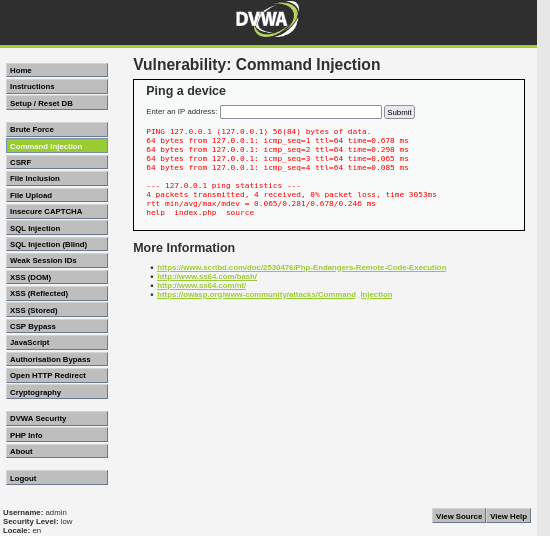 DVWA
Home
Instructions
Setup / Reset DB
Brute Force
Command Injection
CSRF
File Inclusion
File Upload
Insecure CAPTCHA
SQL Injection
SQL Injection (Blind)
Weak Session IDs
XSS (DOM)
XSS (Reflected)
XSS (Stored)
CSP Bypass
JavaScript
Authorisation Bypass
Open HTTP Redirect
Cryptography
DVWA Security
PHP Info
About
Logout
Vulnerability: Command Injection
Ping a device
Enter an IP address: Submit
PING 127.0.0.1 (127.0.0.1) 56(84) bytes of data.
64 bytes from 127.0.0.1: icmp_seq=1 ttl=64 time=0.678 ms
64 bytes from 127.0.0.1: icmp_seq=2 ttl=64 time=0.298 ms
64 bytes from 127.0.0.1: icmp_seq=3 ttl=64 time=0.065 ms
64 bytes from 127.0.0.1: icmp_seq=4 ttl=64 time=0.085 ms
--- 127.0.0.1 ping statistics ---
4 packets transmitted, 4 received, 0% packet loss, time 3053ms
rtt min/avg/max/mdev = 0.065/0.281/0.678/0.246 ms
help index.php source
More Information
https://www.scribd.com/doc/2530476/Php-Endangers-Remote-Code-Execution
http://www.ss64.com/bash/
http://www.ss64.com/nt/
https://owasp.org/www-community/attacks/Command_Injection
Username: admin
Security Level: low
Locale: en
View Source View Help